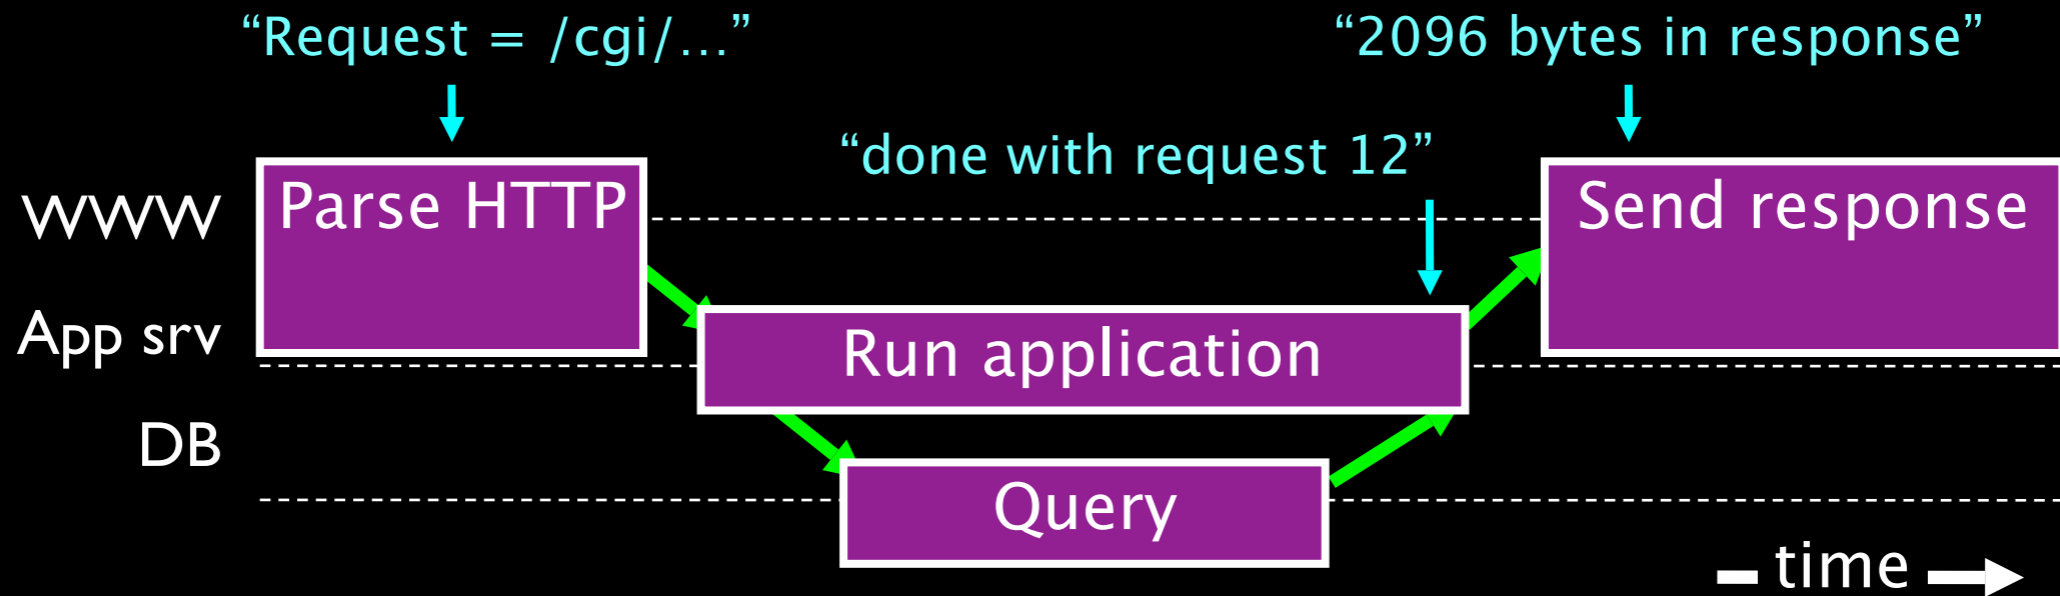 “Request = /cgi/…”
“2096 bytes in response”
“done with request 12”
WWW
Parse HTTP
Send response
App srv
Run application
DB
Query
time